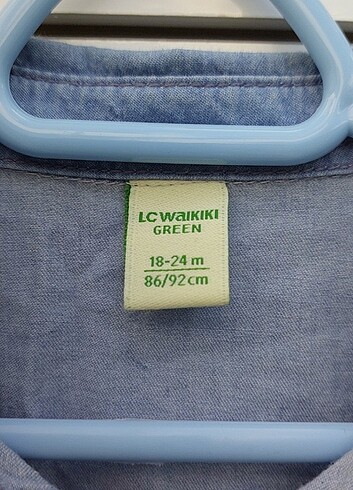 LC WAIKIKI
GREEN
18-24 m
86/92cm